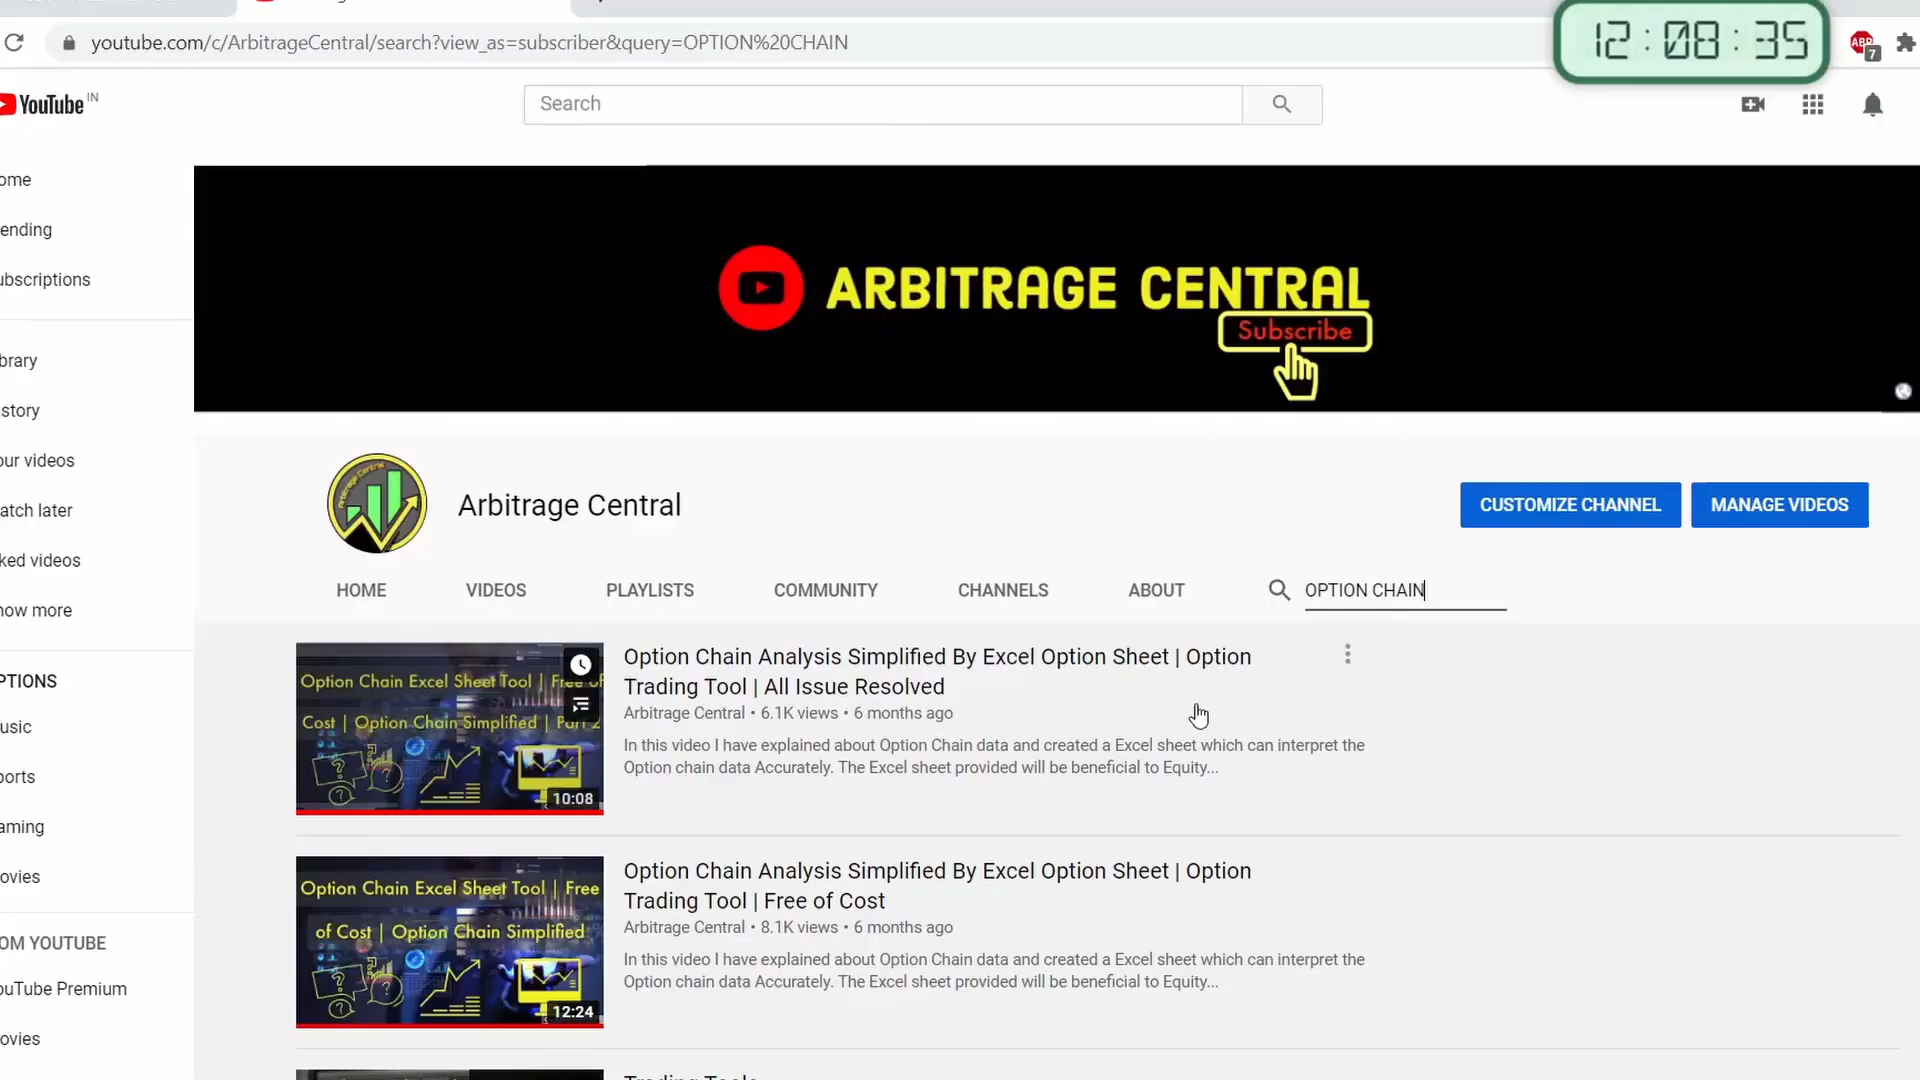 youtube.com/c/ArbitrageCentral/search?view_as=subscriber&query=OPTION%20CHAIN
12:08:35
ABP
7
YouTube IN
Search
ome
ending
ubscriptions
brary
story
our videos
atch later
ked videos
how more
PTIONS
usic
ports
aming
ovies
OM YOUTUBE
ouTube Premium
ovies
ARBITRAGE CENTRAL
Subscribe
Arbitrage Central
Arbitrage Central
CUSTOMIZE CHANNEL
MANAGE VIDEOS
HOME
VIDEOS
PLAYLISTS
COMMUNITY
CHANNELS
ABOUT
OPTION CHAIN
Option Chain Excel Sheet Tool | Free of
Cost | Option Chain Simplified | Part 2
10:08
Option Chain Analysis Simplified By Excel Option Sheet | Option
Trading Tool | All Issue Resolved
Arbitrage Central • 6.1K views • 6 months ago
In this video I have explained about Option Chain data and created a Excel sheet which can interpret the
Option chain data Accurately. The Excel sheet provided will be beneficial to Equity...
Option Chain Excel Sheet Tool | Free
of Cost | Option Chain Simplified
12:24
Option Chain Analysis Simplified By Excel Option Sheet | Option
Trading Tool | Free of Cost
Arbitrage Central • 8.1K views • 6 months ago
In this video I have explained about Option Chain data and created a Excel sheet which can interpret the
Option chain data Accurately. The Excel sheet provided will be beneficial to Equity...
Trading Tools